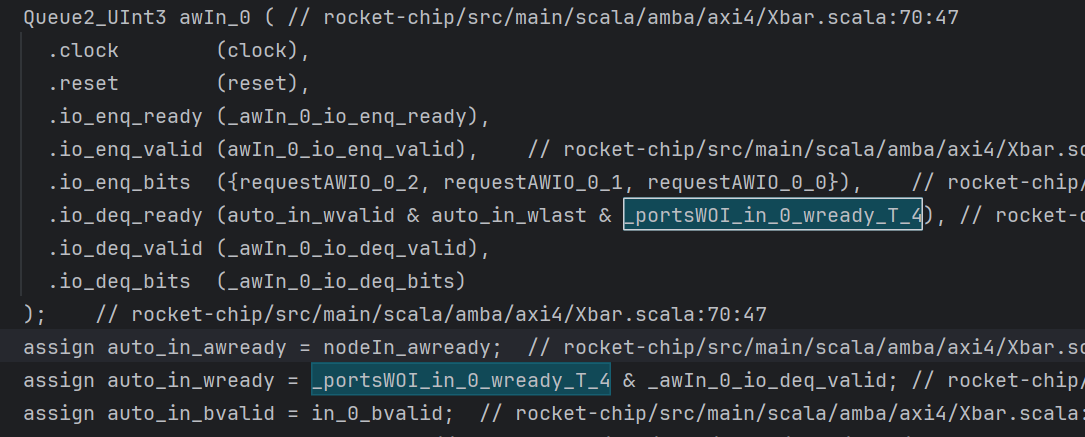 Queue2_UInt3 awIn_0 ( // rocket-chip/src/main/scala/amba/axi4/Xbar.scala:70:47
.clock (clock),
.reset (reset),
.io_enq_ready (_awIn_0_io_enq_ready),
.io_enq_valid (awIn_0_io_enq_valid), // rocket-chip/src/main/scala/amba/axi4/Xbar.sc
.io_enq_bits ({requestAWIO_0_2, requestAWIO_0_1, requestAWIO_0_0}), // rocket-chip/
.io_deq_ready (auto_in_wvalid & auto_in_wlast & _portsWOI_in_0_wready_T_4), // rocket-c
.io_deq_valid (_awIn_0_io_deq_valid),
.io_deq_bits (_awIn_0_io_deq_bits)
); // rocket-chip/src/main/scala/amba/axi4/Xbar.scala:70:47
assign auto_in_awready = nodeIn_awready; // rocket-chip/src/main/scala/amba/axi4/Xbar.sc
assign auto_in_wready = _portsWOI_in_0_wready_T_4 & _awIn_0_io_deq_valid; // rocket-chip/
assign auto_in_bvalid = in_0_bvalid; // rocket-chip/src/main/scala/amba/axi4/Xbar.scala: